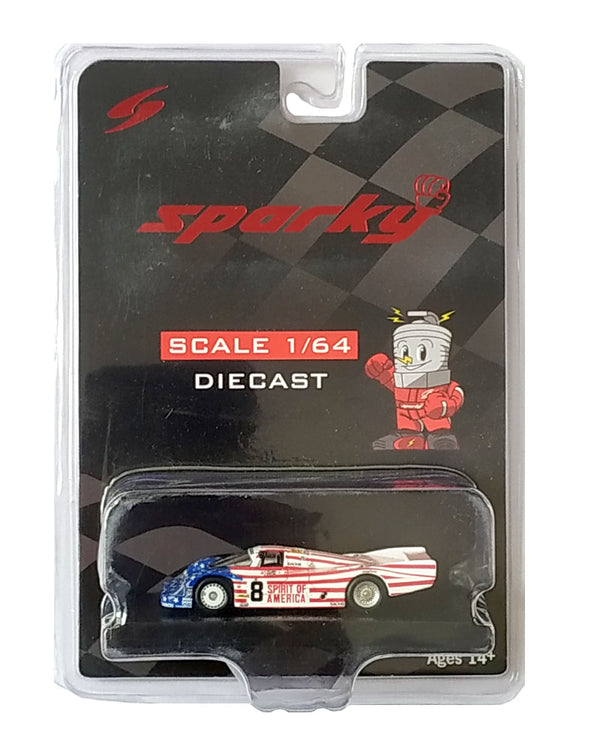 sparky
SCALE 1/64
DIECAST
8
SPIRIT OF
AMERICA
Ages 14+